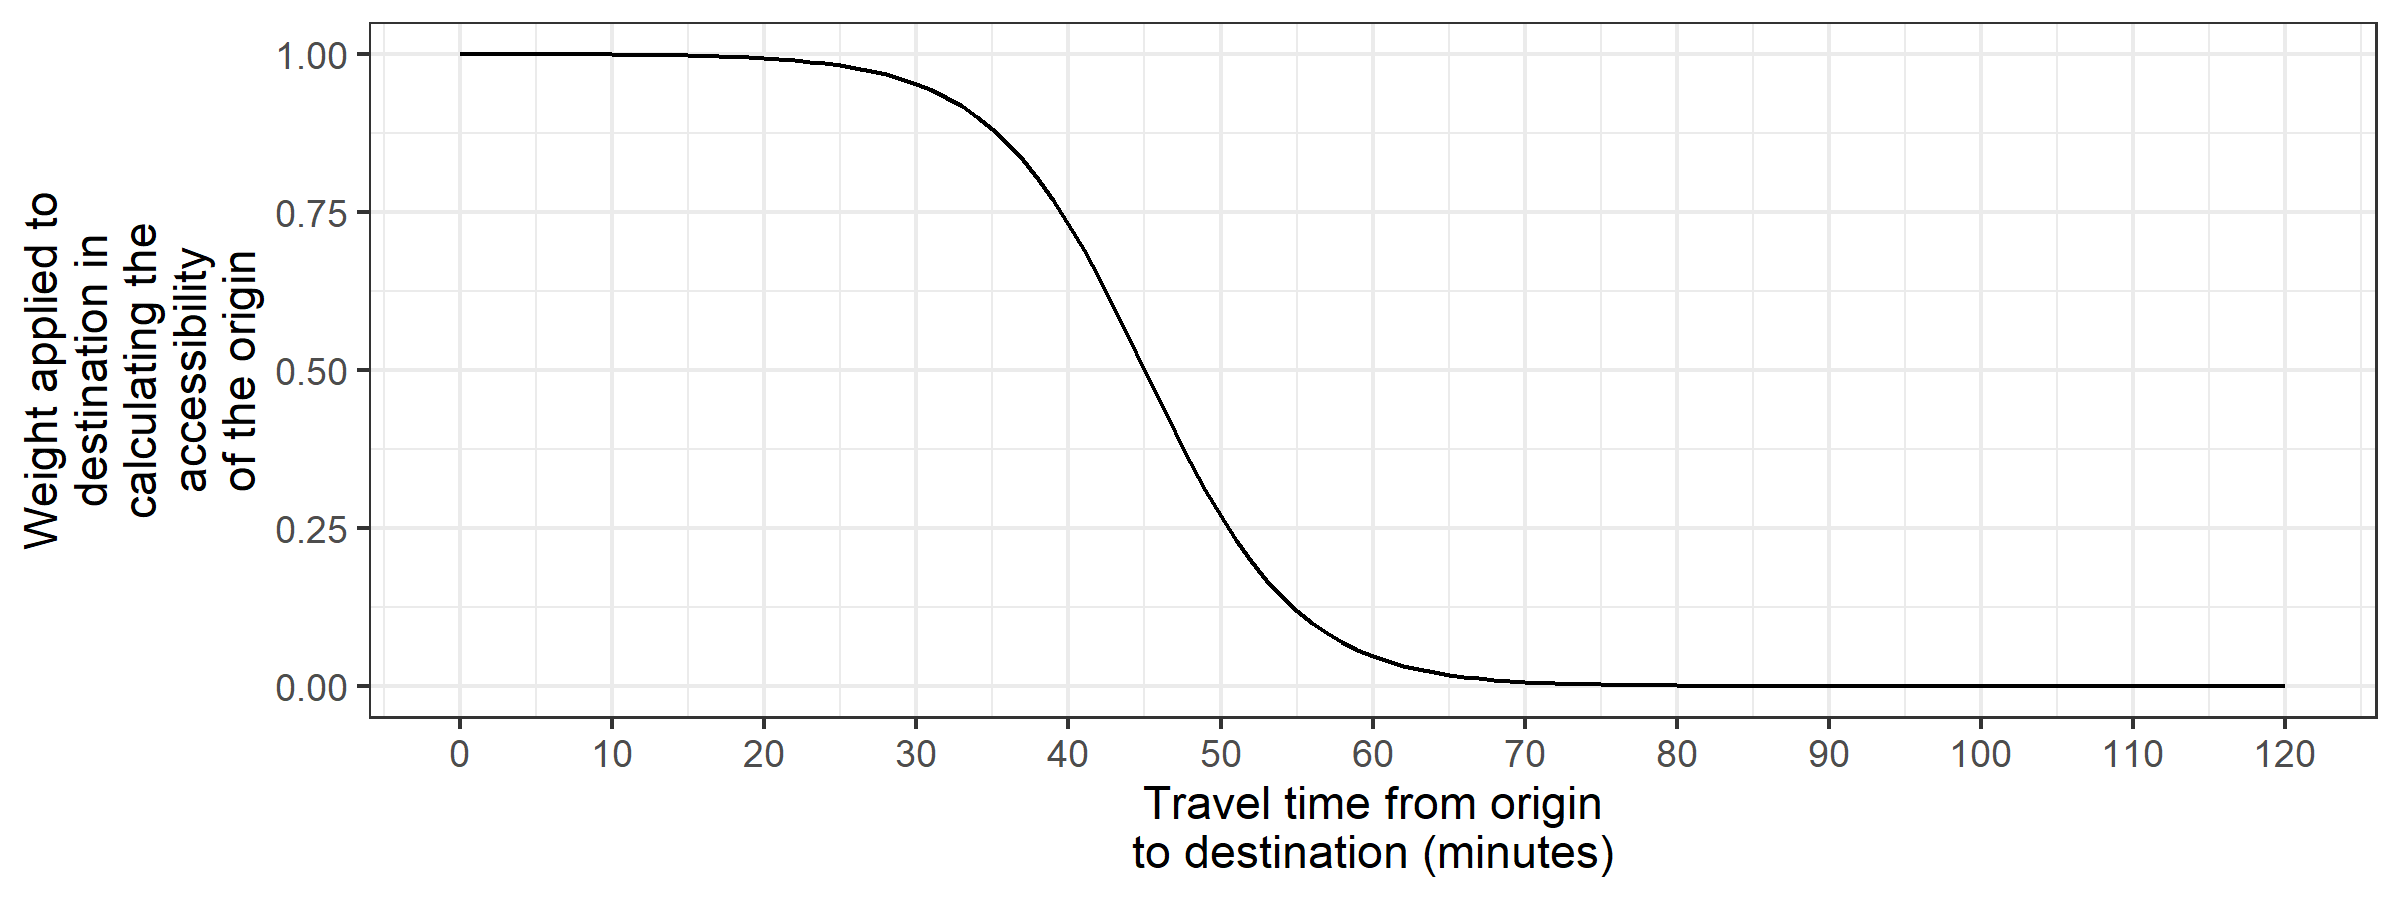 Weight applied to
destination in
calculating the
accessibility
of the origin
1.00
0.75
0.50
0.25
0.00
0 10 20 30 40 50 60 70 80 90 100 110 120
Travel time from origin
to destination (minutes)